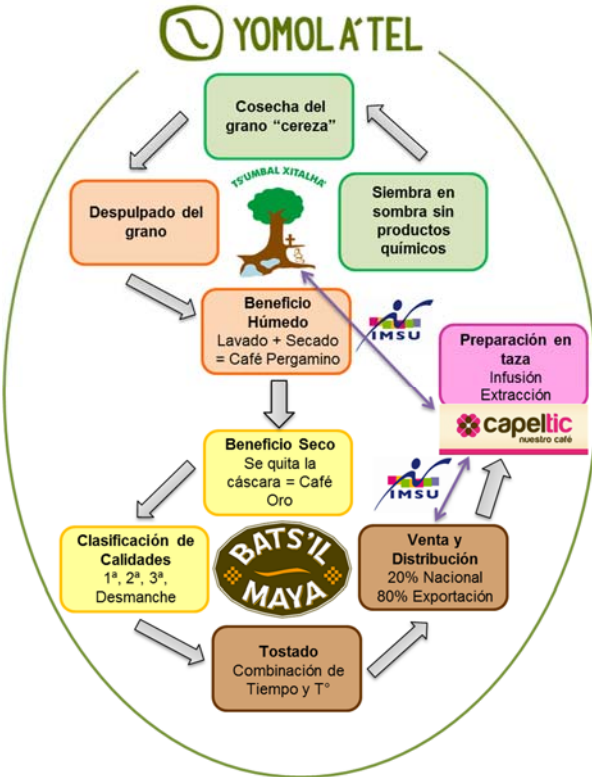 YOMOL A´TEL
Cosecha del
grano “cereza”
TS'UMBAL XITALHA'
Despulpado del
grano
Siembra en
sombra sin
productos
químicos
Beneficio
Húmedo
Lavado + Secado
= Café Pergamino
IMSU
Preparación en
taza
Infusión
Extracción
capeltic
nuestro café
Beneficio Seco
Se quita la
cáscara = Café
Oro
IMSU
Clasificación de
Calidades
1ª, 2ª, 3ª,
Desmanche
BATS'IL
MAYA
Venta y
Distribución
20% Nacional
80% Exportación
Tostado
Combinación de
Tiempo y T°